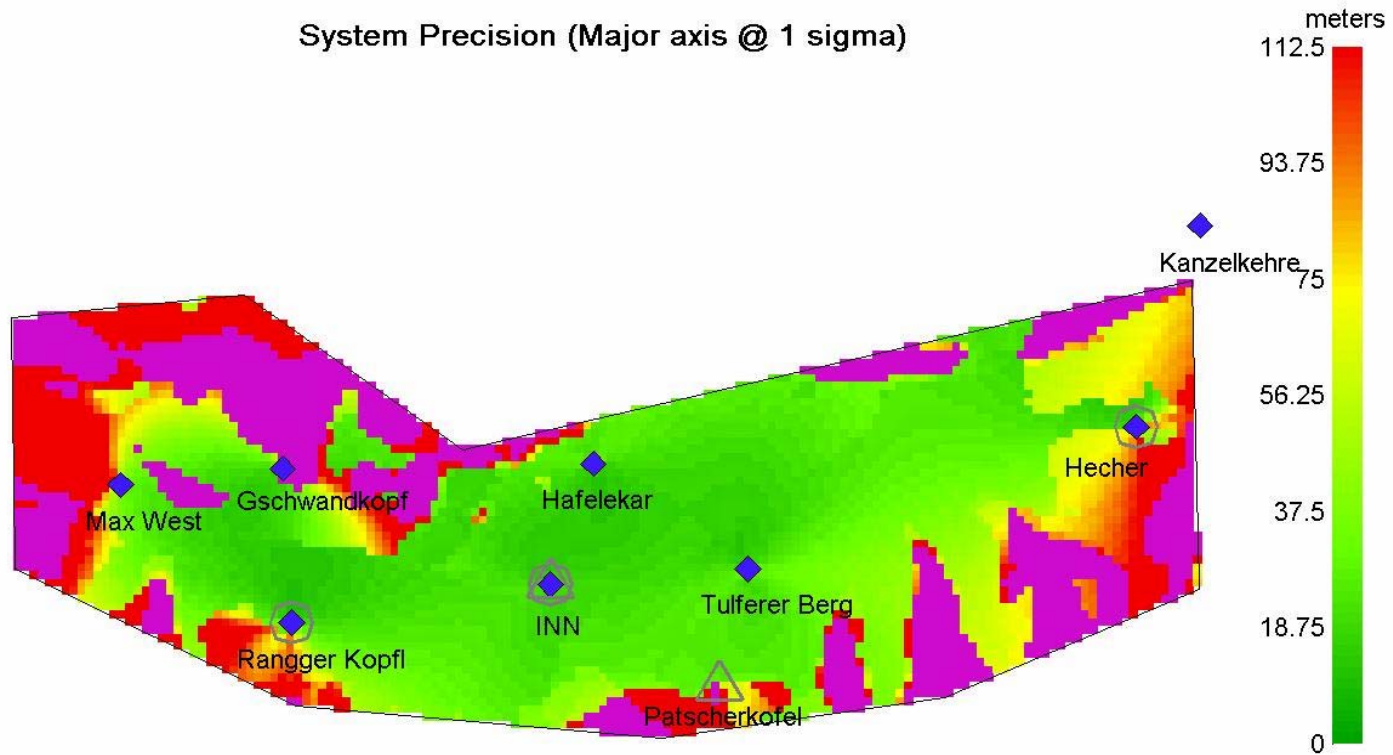 meters
System Precision (Major axis @ 1 sigma)
112.5
93.75
Kanzelkehre
75
56.25
Hecher
Gschwandkopf
Hafelekar
37.5
Max West
Tulferer Berg
INN
18.75
Rangger Kopfl
Patscherkofel
0